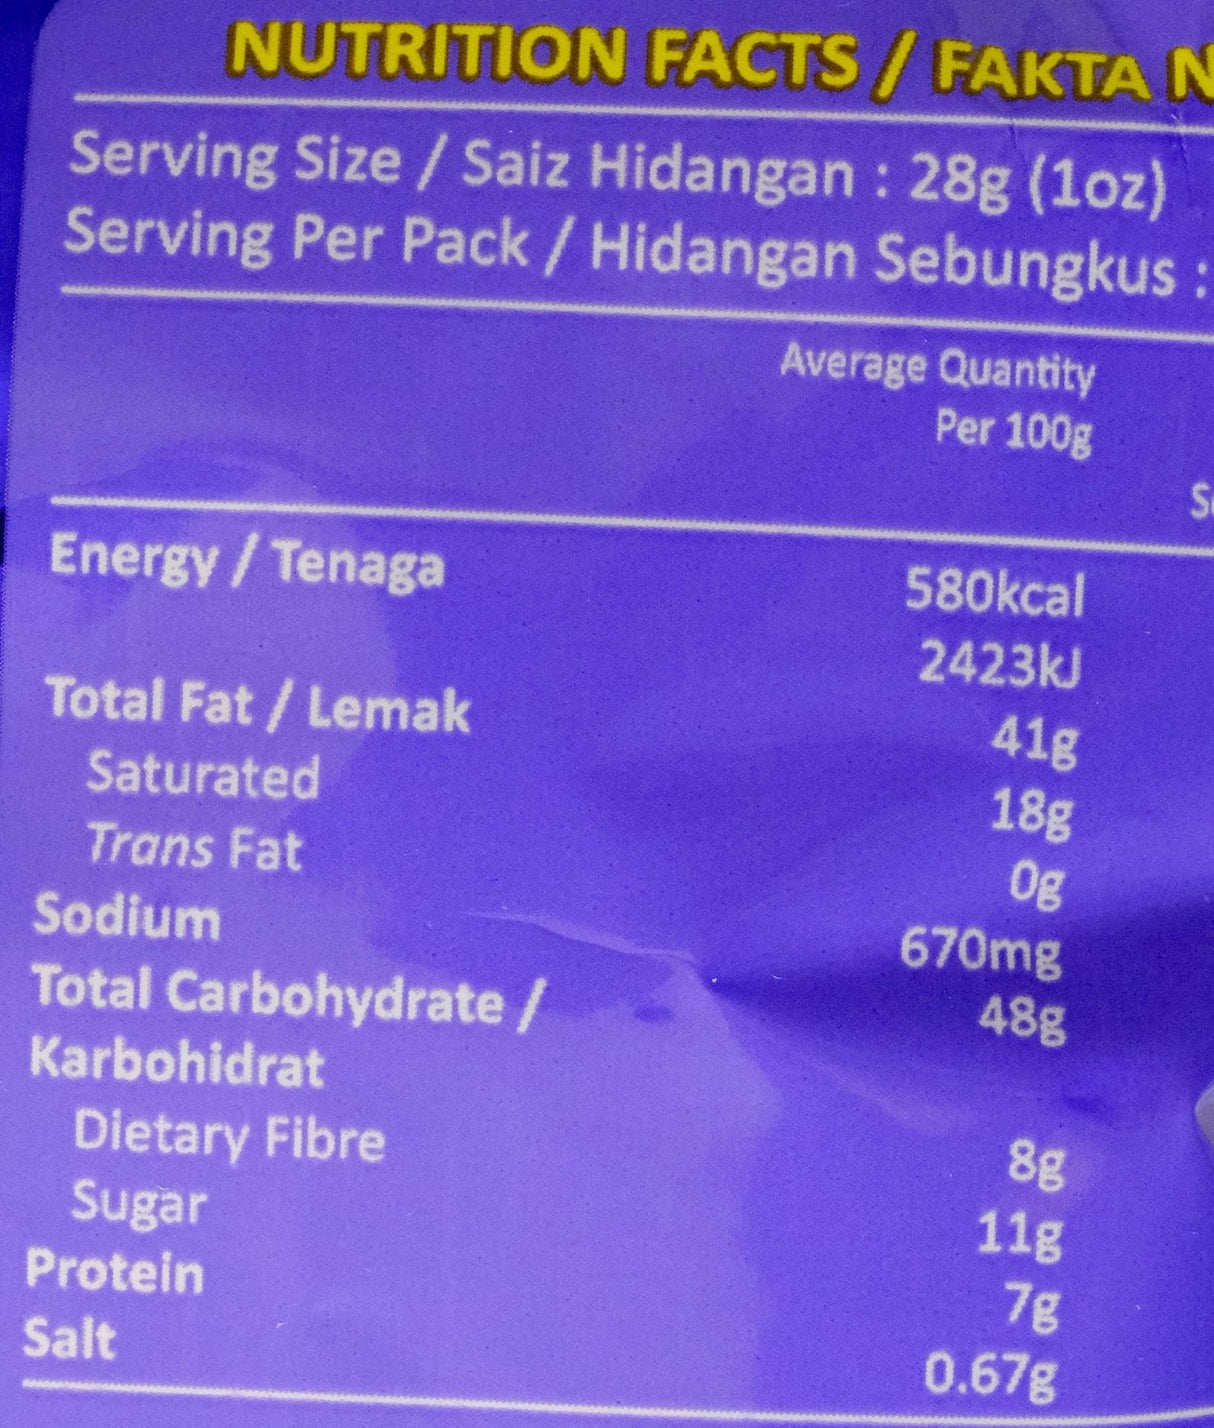 NUTRITION FACTS / FAKTA
Serving Size / Saiz Hidangan : 28g (1oz)
Serving Per Pack / Hidangan Sebungkus :
Average Quantity
Per 100g
Energy / Tenaga 580kcal
2423kJ
Total Fat / Lemak 41g
Saturated 18g
Trans Fat 0g
Sodium 670mg
Total Carbohydrate / 48g
Karbohidrat
Dietary Fibre 8g
Sugar 11g
Protein 7g
Salt 0.67g